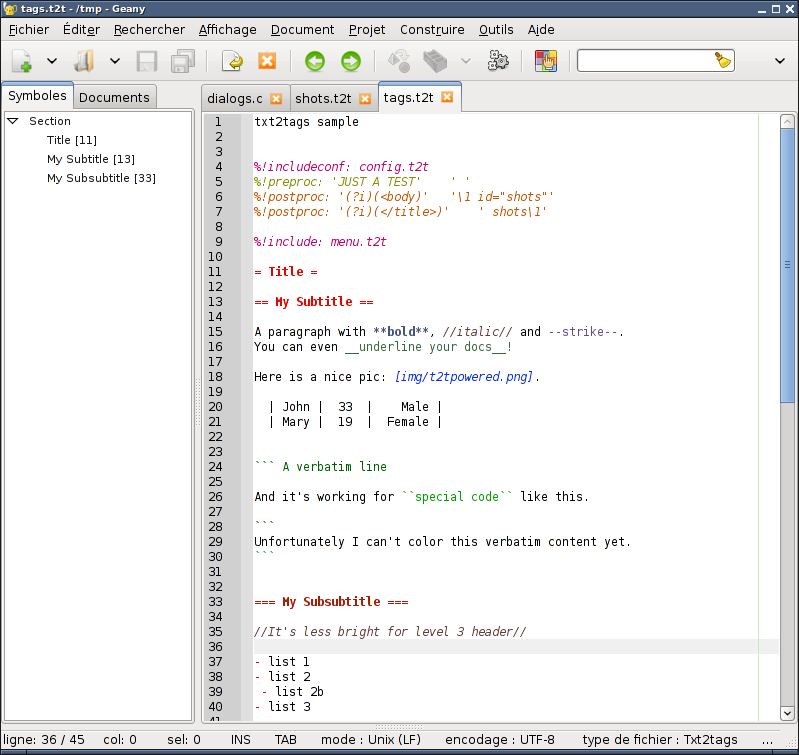 tags.t2t - /tmp - Geany
Fichier Éditer Rechercher Affichage Document Projet Construire Outils Aide
Symboles Documents
dialogs.c shots.t2t tags.t2t
Section
Title [11]
My Subtitle [13]
My Subsubtitle [33]
1 txt2tags sample
2
3
4 %!includeconf: config.t2t
5 %!preproc: 'JUST A TEST'    ' '
6 %!postproc: '(?i)(<body)'   '\1 id="shots"'
7 %!postproc: '(?i)(</title>)'    ' shots\1'
8
9 %!include: menu.t2t
10
11 = Title =
12
13 == My Subtitle ==
14
15 A paragraph with **bold**, //italic// and --strike--.
16 You can even __underline your docs__!
17
18 Here is a nice pic: [img/t2tpowered.png].
19
20   | John |  33  |    Male |
21   | Mary |  19  |  Female |
22
23
24 ``` A verbatim line
25
26 And it's working for ``special code`` like this.
27
28 ```
29 Unfortunately I can't color this verbatim content yet.
30 ```
31
32
33 === My Subsubtitle ===
34
35 //It's less bright for level 3 header//
36
37 - list 1
38 - list 2
39  - list 2b
40 - list 3
41
ligne: 36 / 45 col: 0 sel: 0 INS TAB mode : Unix (LF) encodage : UTF-8 type de fichier : Txt2tags ...